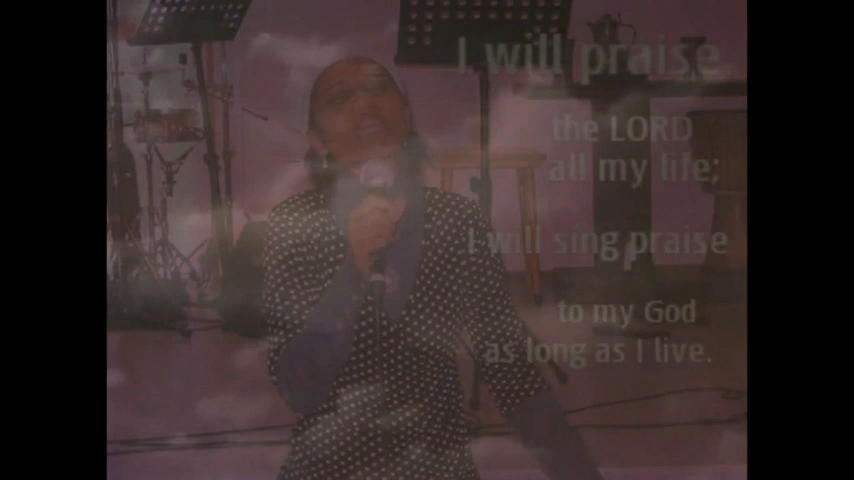 I will praise
the LORD
all my life;
I will sing praise
to my God
as long as I live.